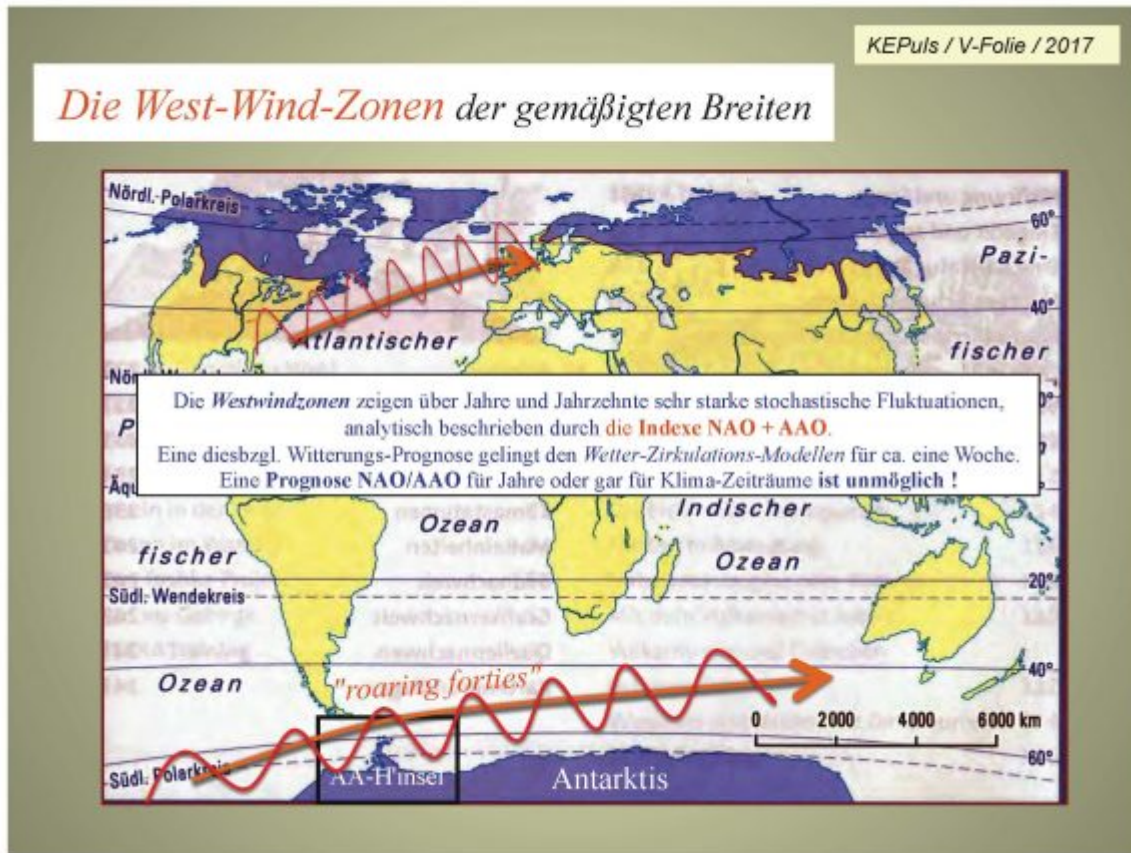 KEPuls / V-Folie / 2017
Die West-Wind-Zonen der gemäßigten Breiten
Nördl.-Polarkreis
60°
Pazi-
40°
Atlantischer
fischer
Die Westwindzonen zeigen über Jahre und Jahrzehnte sehr starke stochastische Fluktuationen,
analytisch beschrieben durch die Indexe NAO + AAO.
Eine diesbzgl. Witterungs-Prognose gelingt den Wetter-Zirkulations-Modellen für ca. eine Woche.
Eine Prognose NAO/AAO für Jahre oder gar für Klima-Zeiträume ist unmöglich !
Ozean
Indischer
fischer
Ozean
20°
Südl. Wendekreis
Ozean
"roaring forties"
40°
0 2000 4000 6000 km
60°
Südl. Polarkreis
AA-H'insel
Antarktis